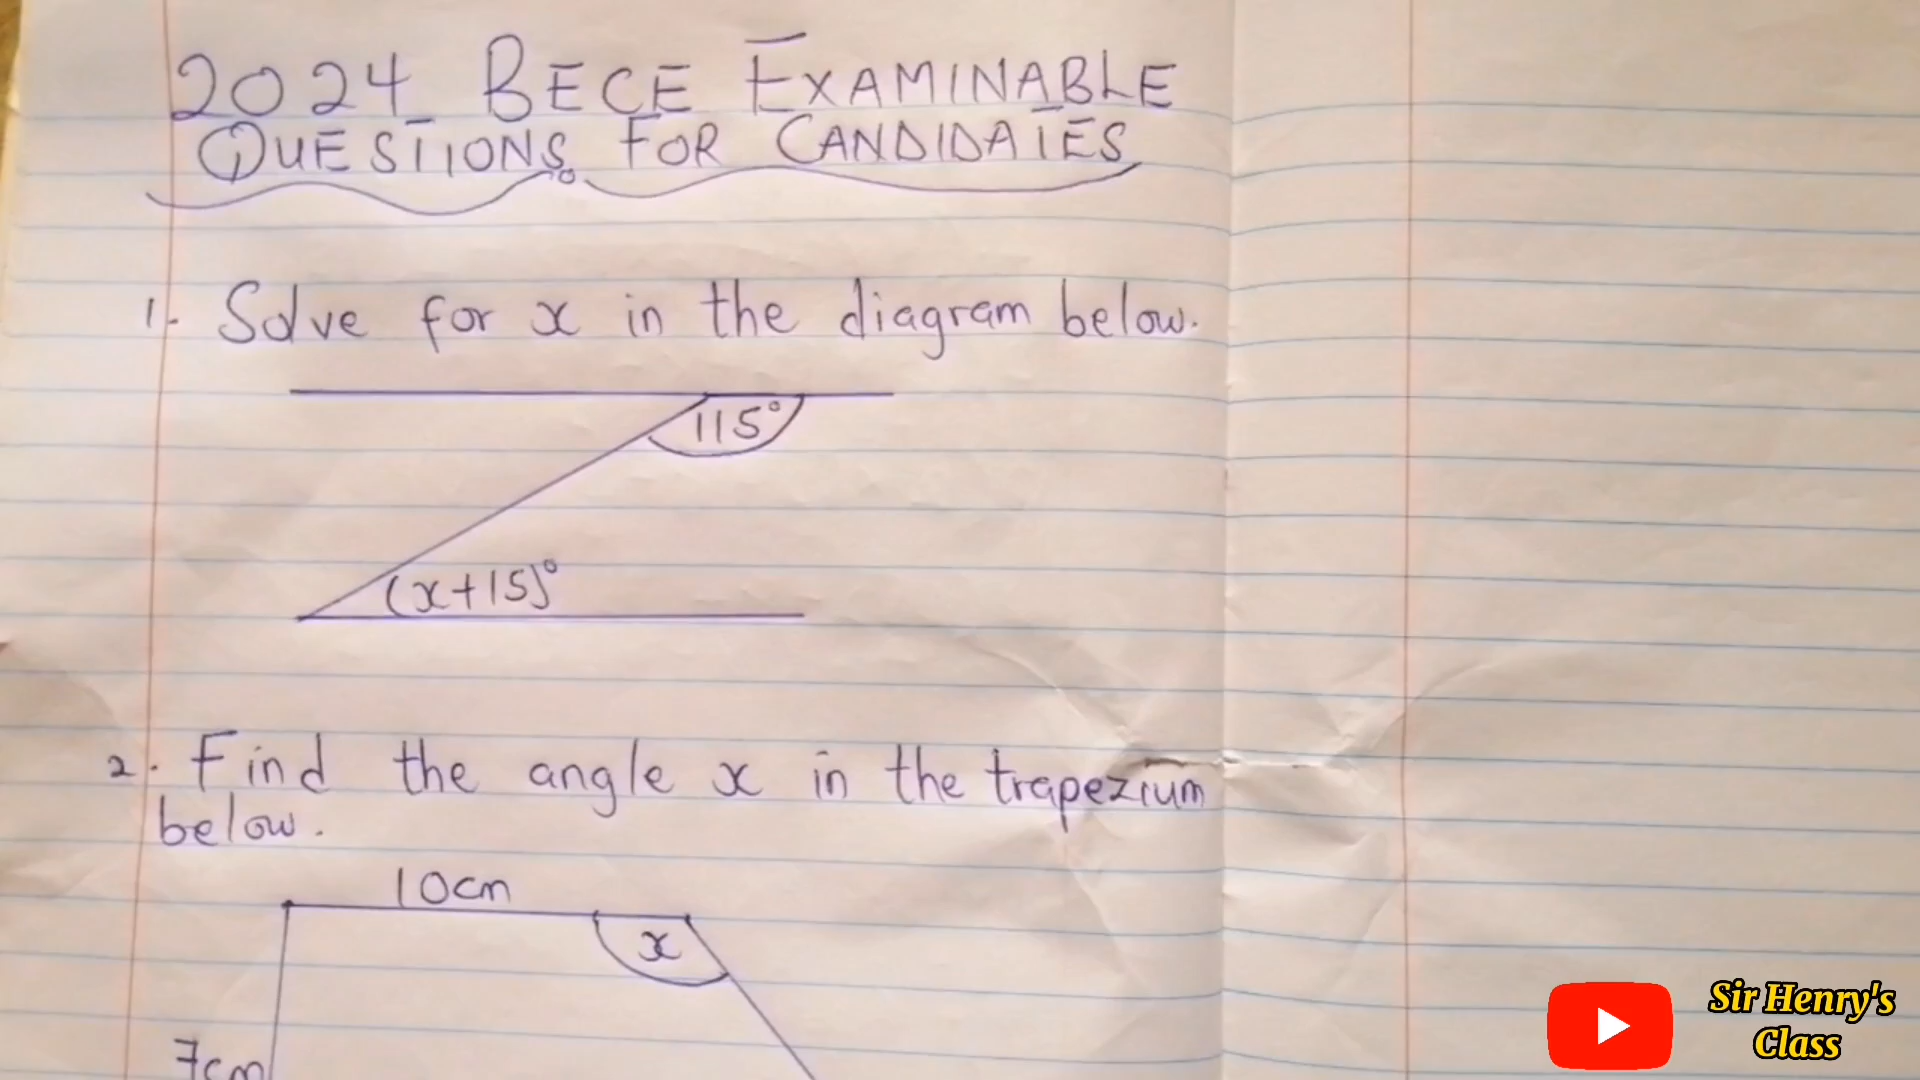 2024 BECE EXAMINABLE
QUESTIONS FOR CANDIDATES
1. Solve for x in the diagram below.
115°
(x+15)°
2. Find the angle x in the trapezium
below.
10cm
x
7cm
Sir Henry's
Class